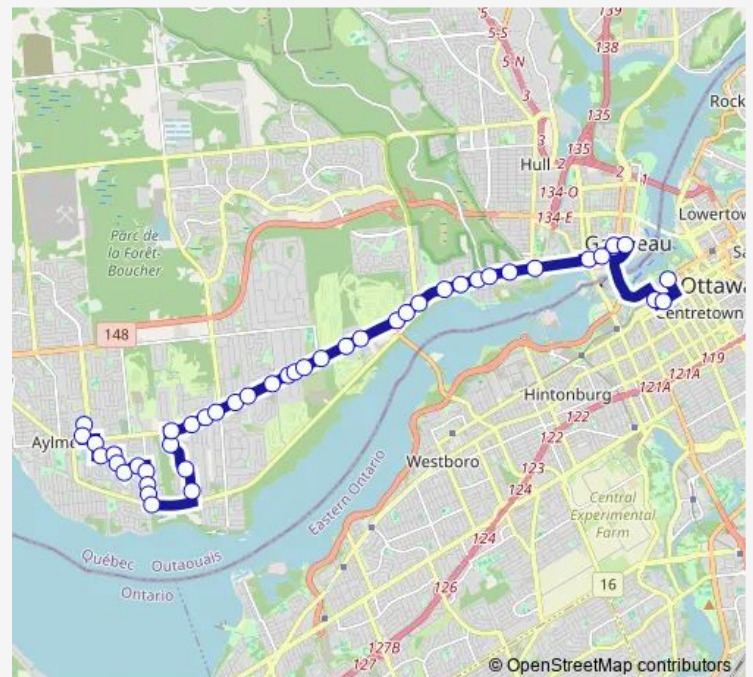 5
139
5-S
138
5-N
3
135
Rock
3
135
Hull
2
2
1
134-O
Lowertow
134-E
Parc de
la Forêt-
Boucher
Gatineau
Sa
Ottawa
148
Centretown
119
121A
121A
Hintonburg
122
Aylme
122
Westboro
123
124
Eastern Ontario
Central
Experimental
Farm
124
Québec Outaouais
16
Ontario
126
127B
127
© OpenStreetMap contributors